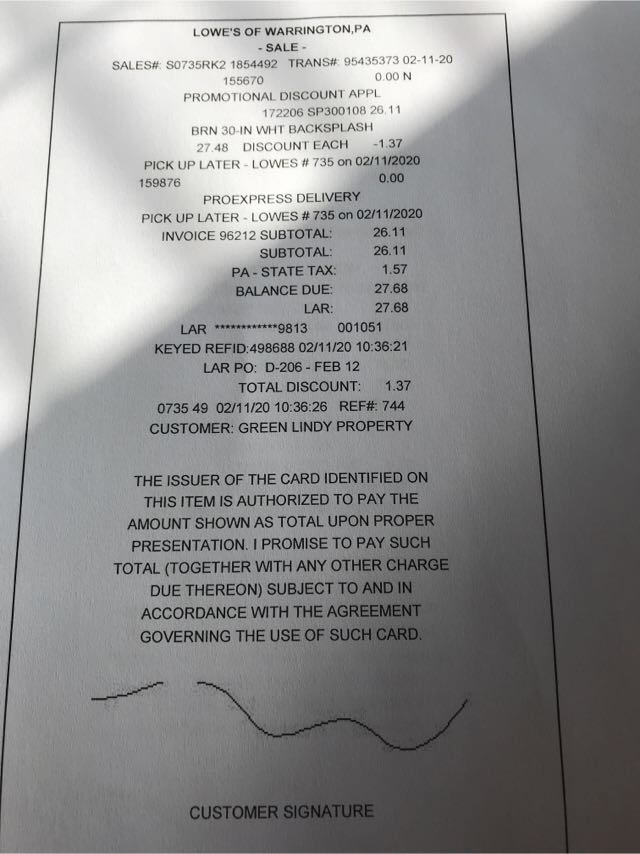 LOWE'S OF WARRINGTON,PA
- SALE -
SALES#: S0735RK2 1854492 TRANS#: 95435373 02-11-20
155670 0.00 N
PROMOTIONAL DISCOUNT APPL
172206 SP300108 26.11
BRN 30-IN WHT BACKSPLASH
27.48 DISCOUNT EACH -1.37
PICK UP LATER - LOWES # 735 on 02/11/2020
159876 0.00
PROEXPRESS DELIVERY
PICK UP LATER - LOWES # 735 on 02/11/2020
INVOICE 96212 SUBTOTAL: 26.11
SUBTOTAL: 26.11
PA - STATE TAX: 1.57
BALANCE DUE: 27.68
LAR: 27.68
LAR ************9813 001051
KEYED REFID:498688 02/11/20 10:36:21
LAR PO: D-206 - FEB 12
TOTAL DISCOUNT: 1.37
0735 49 02/11/20 10:36:26 REF#: 744
CUSTOMER: GREEN LINDY PROPERTY
THE ISSUER OF THE CARD IDENTIFIED ON
THIS ITEM IS AUTHORIZED TO PAY THE
AMOUNT SHOWN AS TOTAL UPON PROPER
PRESENTATION. I PROMISE TO PAY SUCH
TOTAL (TOGETHER WITH ANY OTHER CHARGE
DUE THEREON) SUBJECT TO AND IN
ACCORDANCE WITH THE AGREEMENT
GOVERNING THE USE OF SUCH CARD.
CUSTOMER SIGNATURE